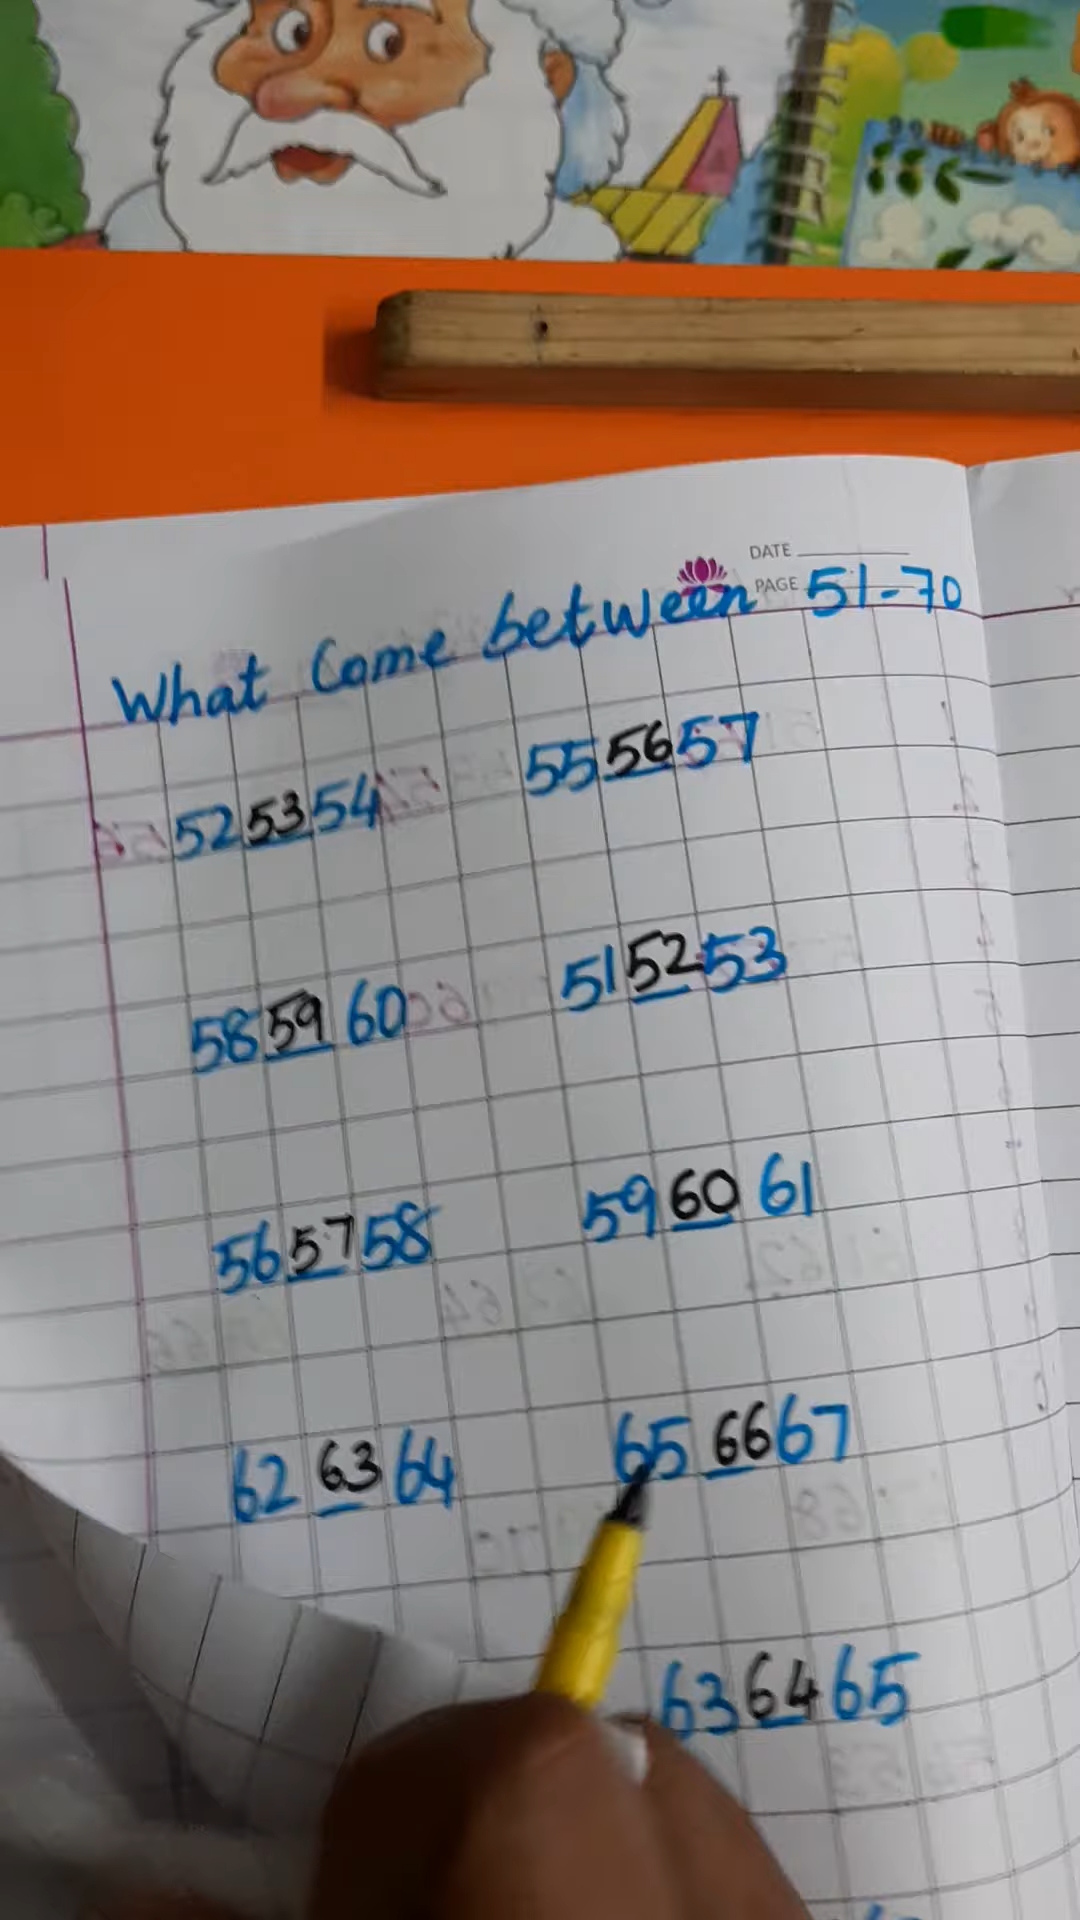 DATE
PAGE 51-70
What Come between
52 53 54 55 56 57
58 59 60 51 52 53
56 57 58 59 60 61
62 63 64 65 66 67
63 64 65